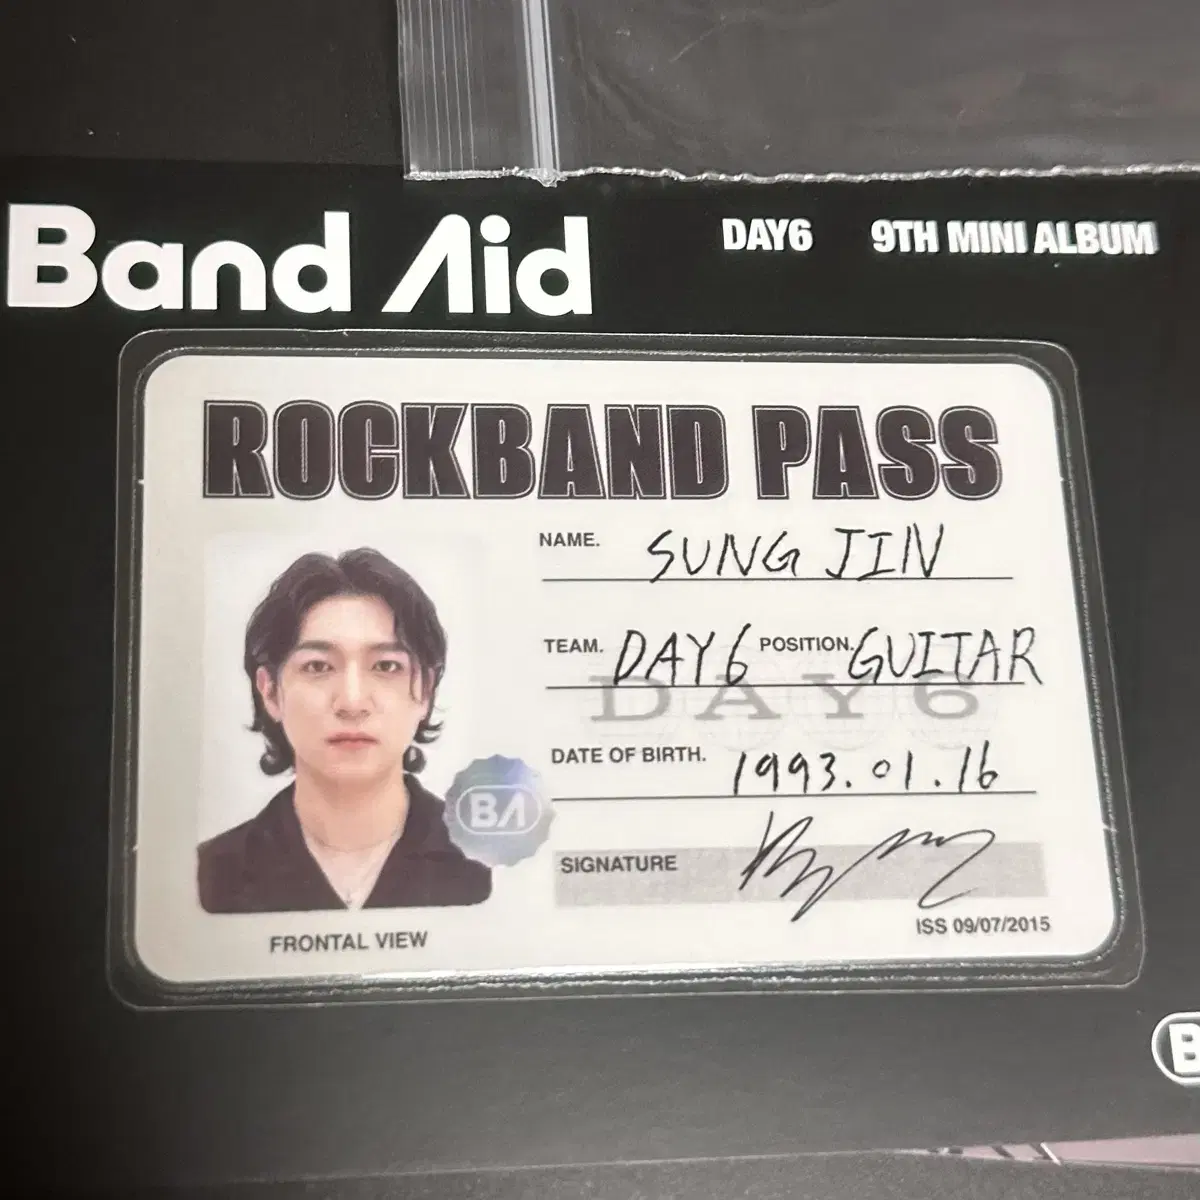 Band Aid DAY6 9TH MINI ALBUM
ROCKBAND PASS
NAME. SUNG JIN
TEAM. DAY6 POSITION. GUITAR
DAY6
DATE OF BIRTH. 1993.01.16
BA
SIGNATURE
ISS 09/07/2015
FRONTAL VIEW
B